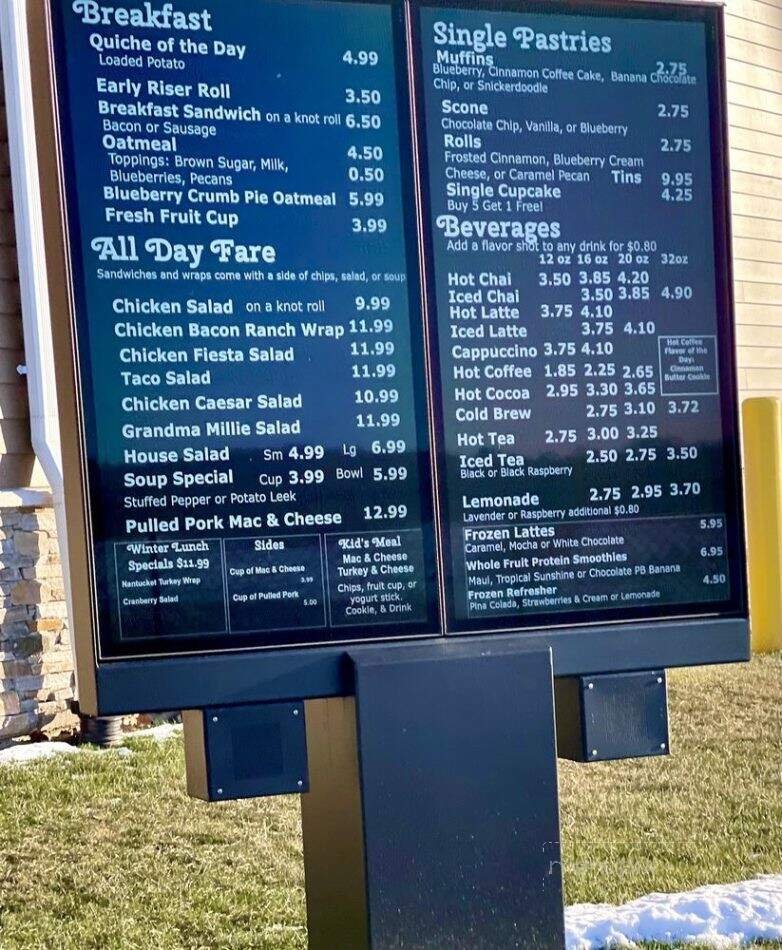 Breakfast
Quiche of the Day 4.99
Loaded Potato
Early Riser Roll 3.50
Breakfast Sandwich on a knot roll 6.50
Bacon or Sausage
Oatmeal 4.50
Toppings: Brown Sugar, Milk, 0.50
Blueberries, Pecans
Blueberry Crumb Pie Oatmeal 5.99
Fresh Fruit Cup 3.99
All Day Fare
Sandwiches and wraps come with a side of chips, salad, or soup
Chicken Salad on a knot roll 9.99
Chicken Bacon Ranch Wrap 11.99
Chicken Fiesta Salad 11.99
Taco Salad 11.99
Chicken Caesar Salad 10.99
Grandma Millie Salad 11.99
House Salad Sm 4.99 Lg 6.99
Soup Special Cup 3.99 Bowl 5.99
Stuffed Pepper or Potato Leek
Pulled Pork Mac & Cheese 12.99
Winter Lunch
Specials $11.99
Nantucket Turkey Wrap
Cranberry Salad
Sides
Cup of Mac & Cheese
3.99
Cup of Pulled Pork
5.00
Kid's Meal
Mac & Cheese
Turkey & Cheese
Chips, fruit cup, or
yogurt stick.
Cookie, & Drink
Single Pastries
Muffins 2.75
Blueberry, Cinnamon Coffee Cake, Banana Chocolate
Chip, or Snickerdoodle
Scone 2.75
Chocolate Chip, Vanilla, or Blueberry
Rolls 2.75
Frosted Cinnamon, Blueberry Cream
Cheese, or Caramel Pecan Tins 9.95
Single Cupcake 4.25
Buy 5 Get 1 Free!
Beverages
Add a flavor shot to any drink for $0.80
12 oz 16 oz 20 oz 32oz
Hot Chai 3.50 3.85 4.20
Iced Chai 3.50 3.85 4.90
Hot Latte 3.75 4.10
Iced Latte 3.75 4.10
Cappuccino 3.75 4.10
Hot Coffee 1.85 2.25 2.65
Hot Cocoa 2.95 3.30 3.65
Cold Brew 2.75 3.10 3.72
Hot Coffee
Flavor of the
Day:
Cinnamon
Butter Cookie
Hot Tea 2.75 3.00 3.25
Iced Tea 2.50 2.75 3.50
Black or Black Raspberry
Lemonade 2.75 2.95 3.70
Lavender or Raspberry additional $0.80
Frozen Lattes 5.95
Caramel, Mocha or White Chocolate
Whole Fruit Protein Smoothies 6.95
Maui, Tropical Sunshine or Chocolate PB Banana
Frozen Refresher 4.50
Pina Colada, Strawberries & Cream or Lemonade